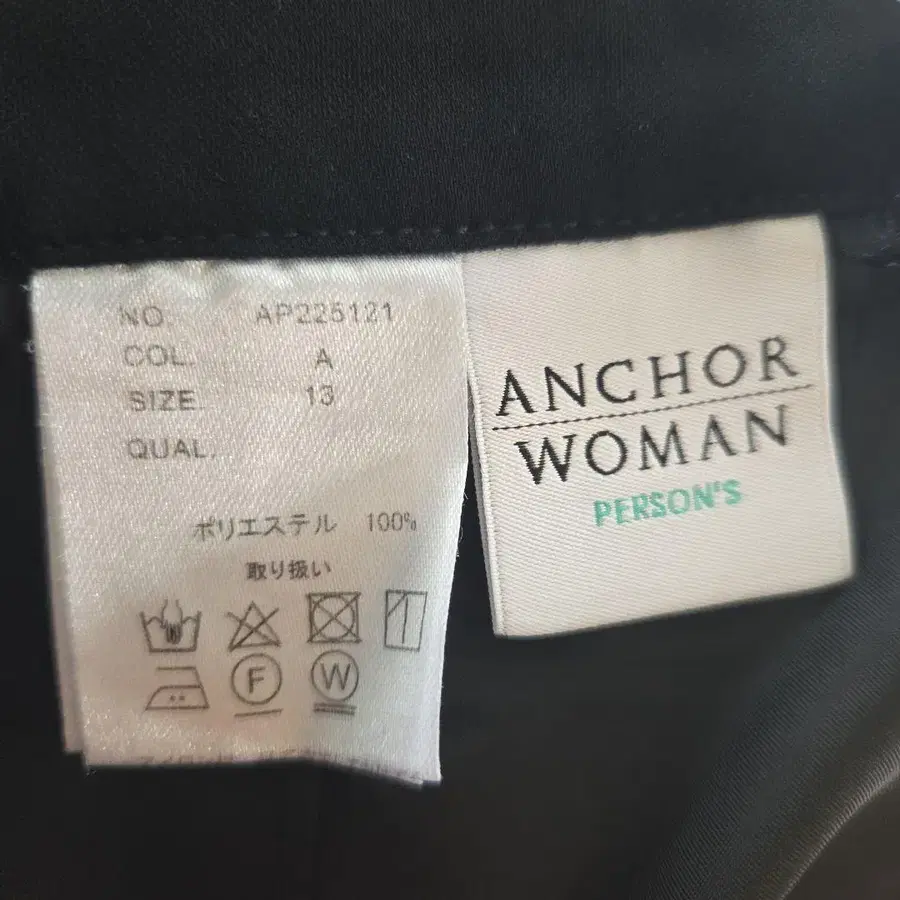 NO. AP225121
COL. A
SIZE. 13
QUAL.
ポリエステル 100%
取り扱い
F W
ANCHOR
WOMAN
PERSON'S